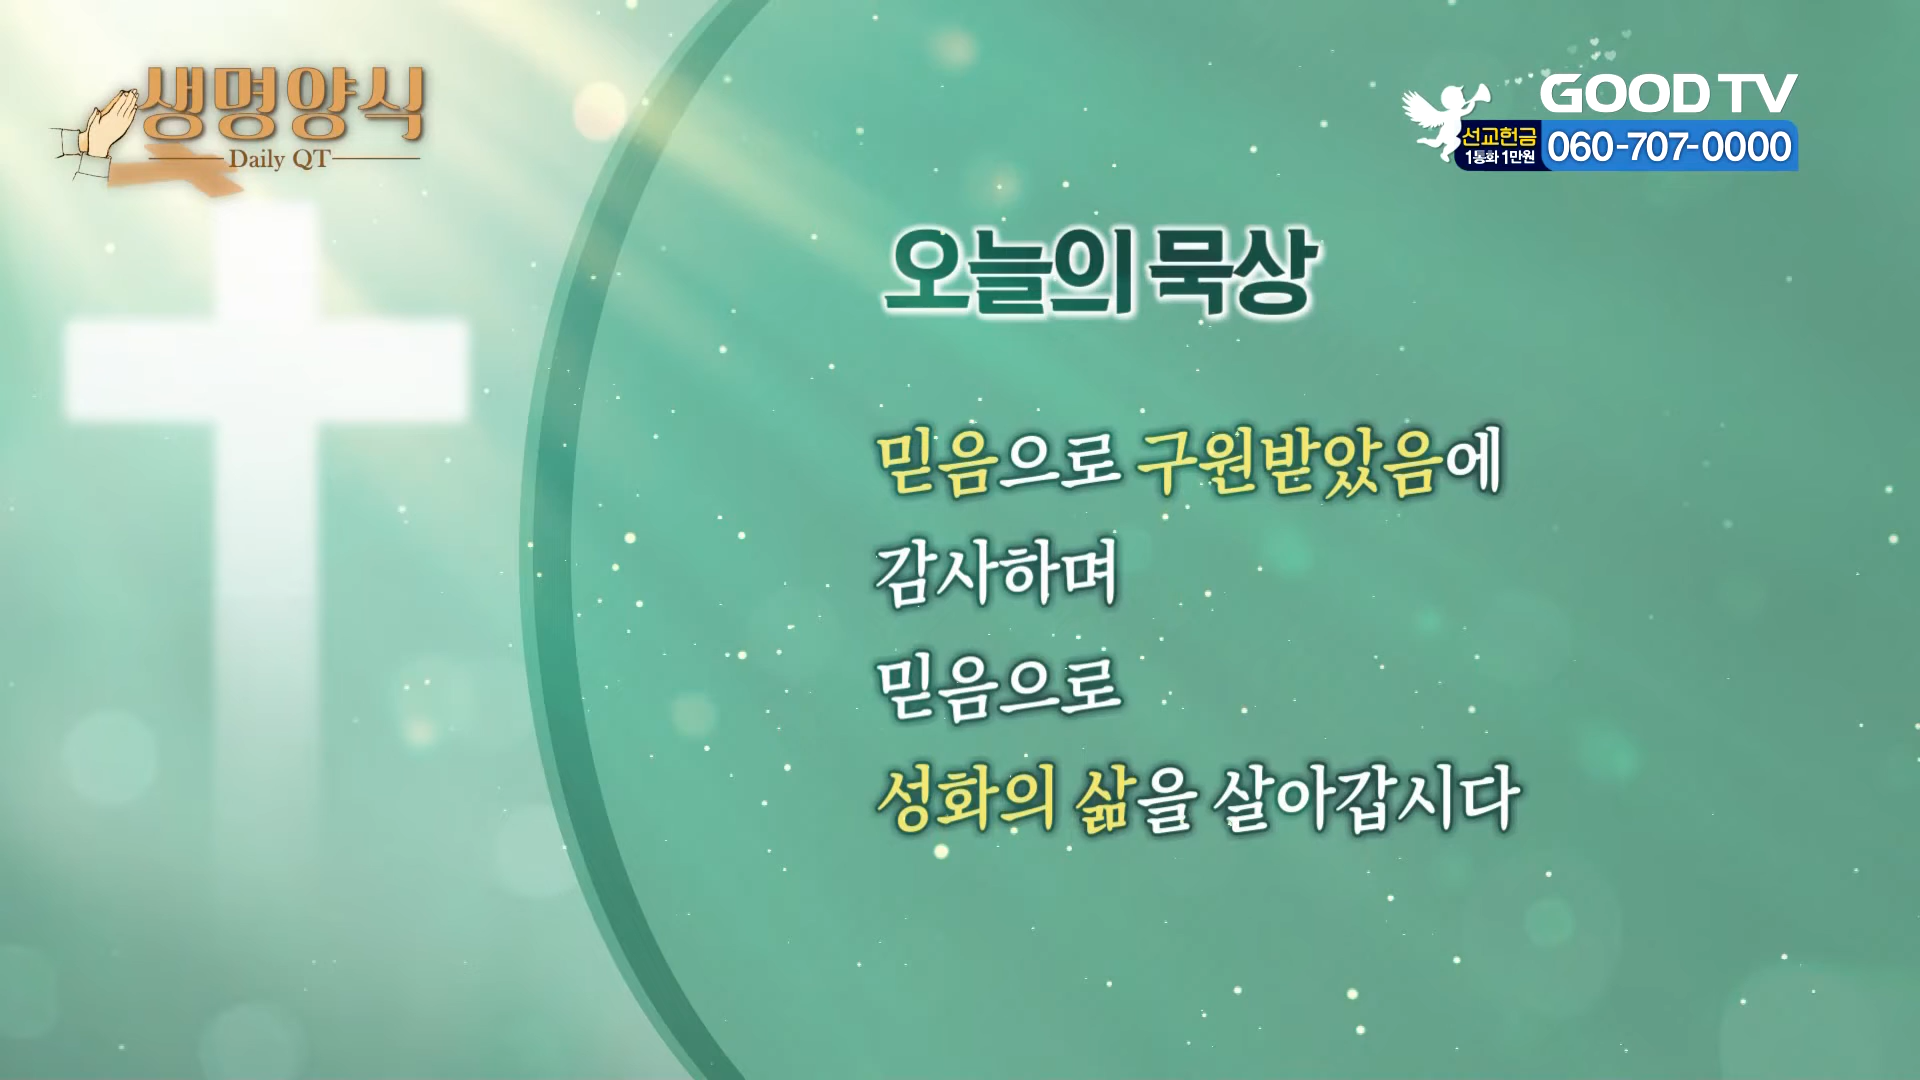 생명양식
Daily QT
GOOD TV
선교헌금
1통화 1만원
060-707-0000
오늘의 묵상
믿음으로 구원받았음에
감사하며
믿음으로
성화의 삶을 살아갑시다